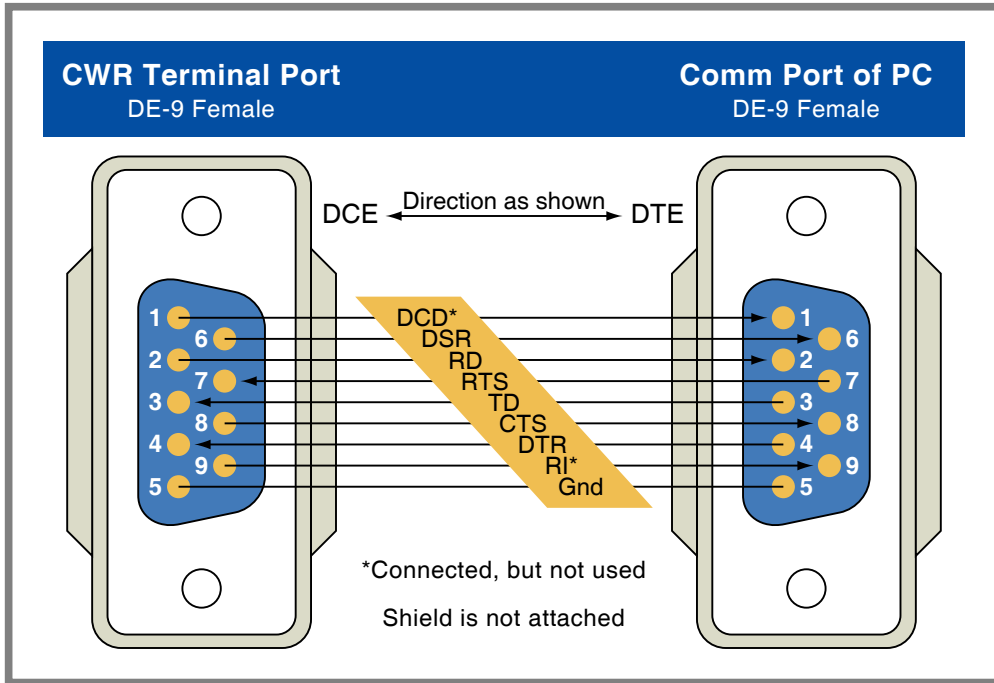 CWR Terminal Port
DE-9 Female
Comm Port of PC
DE-9 Female
DCE
Direction as shown
DTE
1
6
2
7
3
8
4
9
5
DCD*
DSR
RD
RTS
TD
CTS
DTR
RI*
Gnd
1
6
2
7
3
8
4
9
5
*Connected, but not used
Shield is not attached